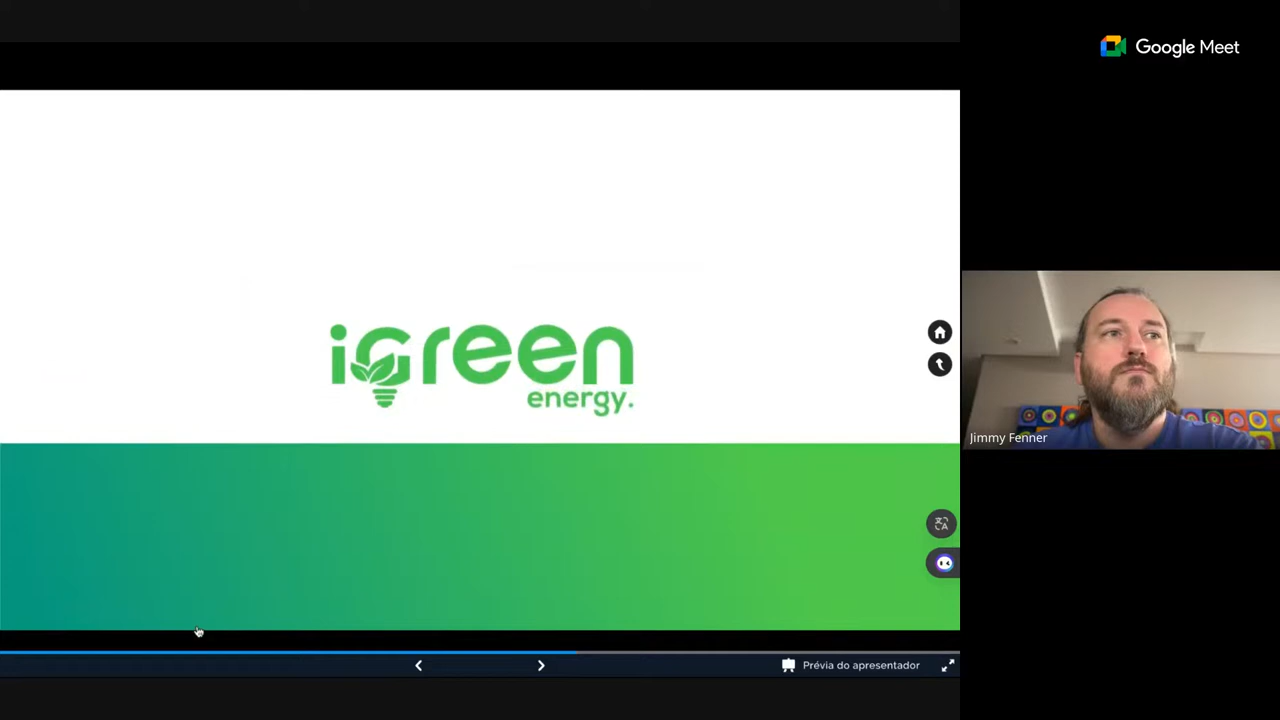 Google Meet
iGreen
energy.
Jimmy Fenner
Prévia do apresentador